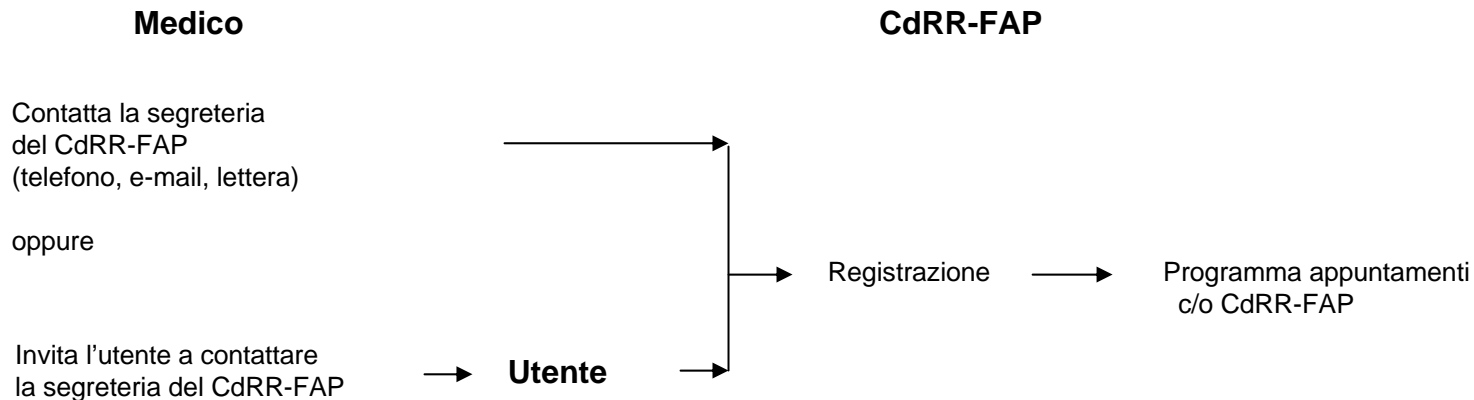 Medico
CdRR-FAP
Contatta la segreteria
del CdRR-FAP
(telefono, e-mail, lettera)
oppure
Registrazione
Programma appuntamenti
c/o CdRR-FAP
Invita l’utente a contattare
la segreteria del CdRR-FAP
Utente